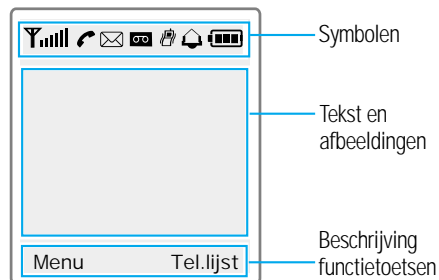 Symbolen
Tekst en
afbeeldingen
Menu Tel.lijst
Beschrijving
functietoetsen